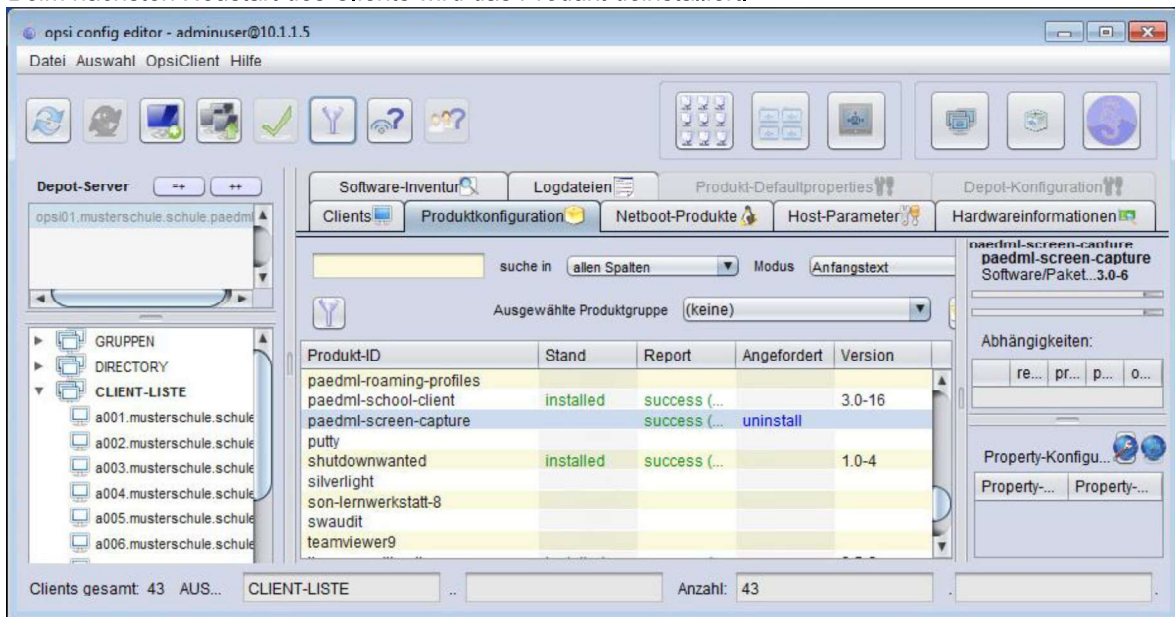 opsi config editor - adminuser@10.1.1.5
Datei Auswahl OpsiClient Hilfe
Depot-Server =+ ++
opsi01.musterschule.schule.paedml
GRUPPEN
DIRECTORY
CLIENT-LISTE
a001.musterschule.schule
a002.musterschule.schule
a003.musterschule.schule
a004.musterschule.schule
a005.musterschule.schule
a006.musterschule.schule
Software-Inventur Logdateien Produkt-Defaultproperties Depot-Konfiguration
Clients Produktkonfiguration Netboot-Produkte Host-Parameter Hardwareinformationen
suche in allen Spalten Modus Anfangstext
Ausgewählte Produktgruppe (keine)
Produkt-ID Stand Report Angefordert Version
paedml-roaming-profiles
paedml-school-client installed success (... 3.0-16
paedml-screen-capture success (... uninstall
putty
shutdownwanted installed success (... 1.0-4
silverlight
son-lernwerkstatt-8
swaudit
teamviewer9
paedml-screen-capture
paedml-screen-capture
Software/Paket...3.0-6
Abhängigkeiten:
re... pr... p... o...
Property-Konfigu...
Property-... Property-...
Clients gesamt: 43 AUS... CLIENT-LISTE .. Anzahl: 43 . .